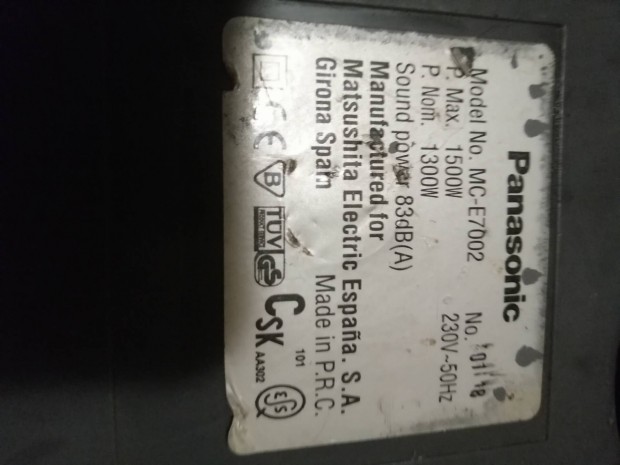 Panasonic
Model No. MC-E7002 No.
P. Max. 1500W 230V~50Hz
P. Nom. 1300W
Sound power 83dB(A)
Manufactured for
Matsushita Electric España, S.A.
Girona Spain Made in P.R.C.
CE B TÜV GS CSK 101 AA302